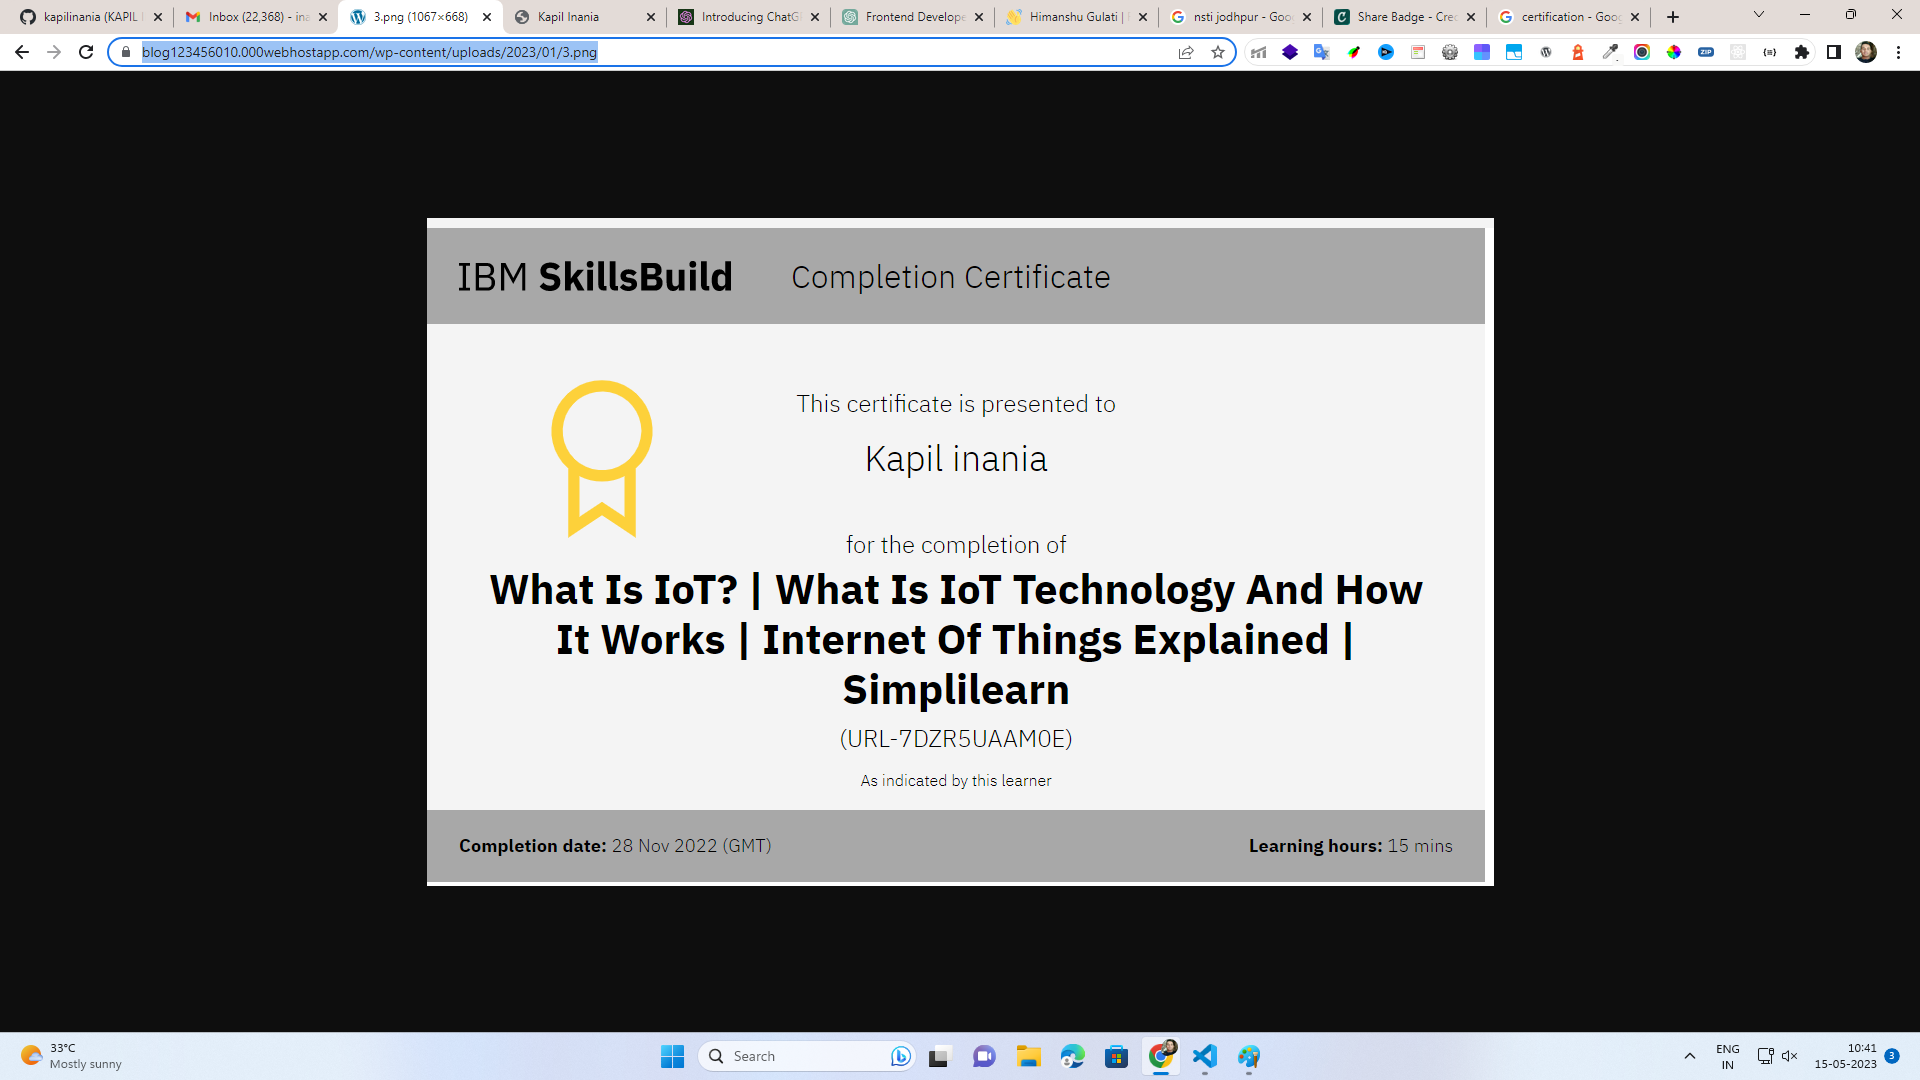 kapilinania (KAPIL
Inbox (22,368) - ina
3.png (1067×668)
Kapil Inania
Introducing ChatG
Frontend Develope
Himanshu Gulati |
nsti jodhpur - Goo
Share Badge - Cre
certification - Goog
blog123456010.000webhostapp.com/wp-content/uploads/2023/01/3.png
ZIP
IBM SkillsBuild Completion Certificate
This certificate is presented to
Kapil inania
for the completion of
What Is IoT? | What Is IoT Technology And How
It Works | Internet Of Things Explained |
Simplilearn
(URL-7DZR5UAAM0E)
As indicated by this learner
Completion date: 28 Nov 2022 (GMT)
Learning hours: 15 mins
33°C
Mostly sunny
Search
ENG
IN
10:41
15-05-2023
3